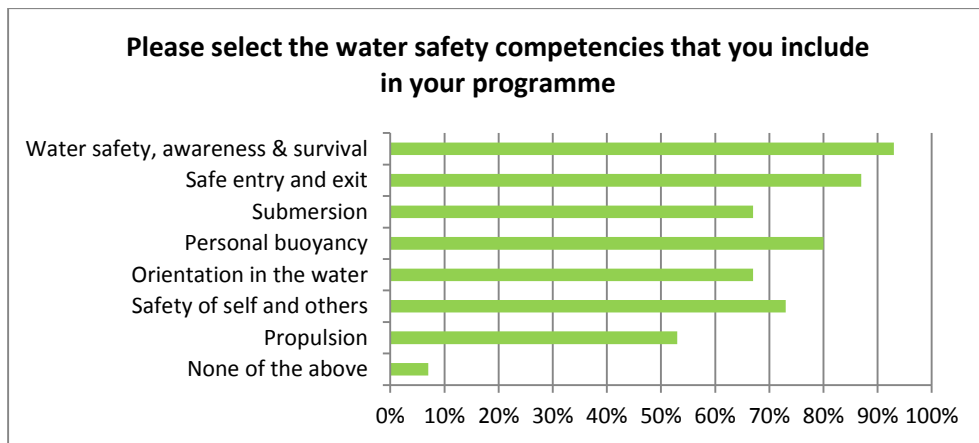 Please select the water safety competencies that you include
in your programme
Water safety, awareness & survival
Safe entry and exit
Submersion
Personal buoyancy
Orientation in the water
Safety of self and others
Propulsion
None of the above
0% 10% 20% 30% 40% 50% 60% 70% 80% 90% 100%